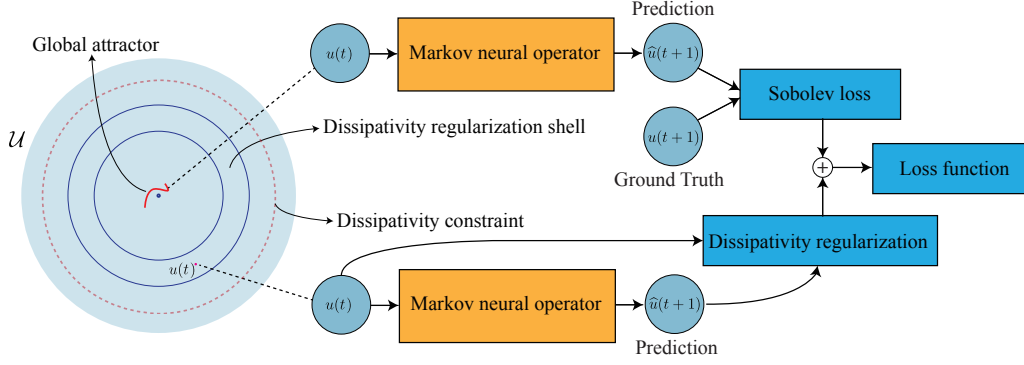 Prediction
Global attractor
u(t)
Markov neural operator
û(t + 1)
Sobolev loss
𝒰
Dissipativity regularization shell
u(t + 1)
Ground Truth
+
Loss function
Dissipativity constraint
Dissipativity regularization
u(t)
u(t)
Markov neural operator
û(t + 1)
Prediction